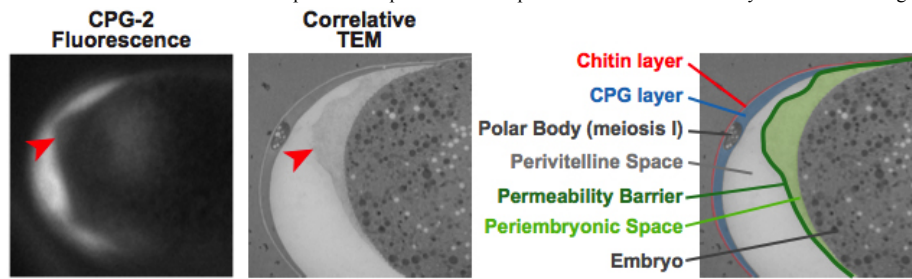 CPG-2
Fluorescence
Correlative
TEM
Chitin layer
CPG layer
Polar Body (meiosis I)
Perivitelline Space
Permeability Barrier
Periembryonic Space
Embryo